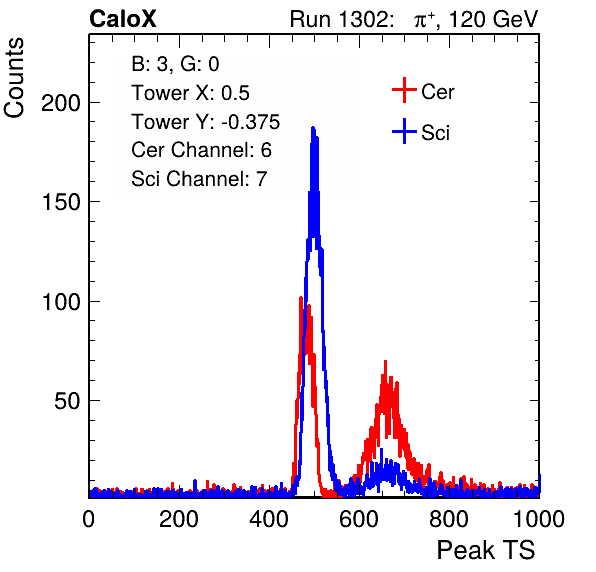 CaloX Run 1302: π⁺, 120 GeV
B: 3, G: 0
Tower X: 0.5
Tower Y: -0.375
Cer Channel: 6
Sci Channel: 7
Cer
Sci
Counts
200
150
100
50
0 200 400 600 800 1000
Peak TS